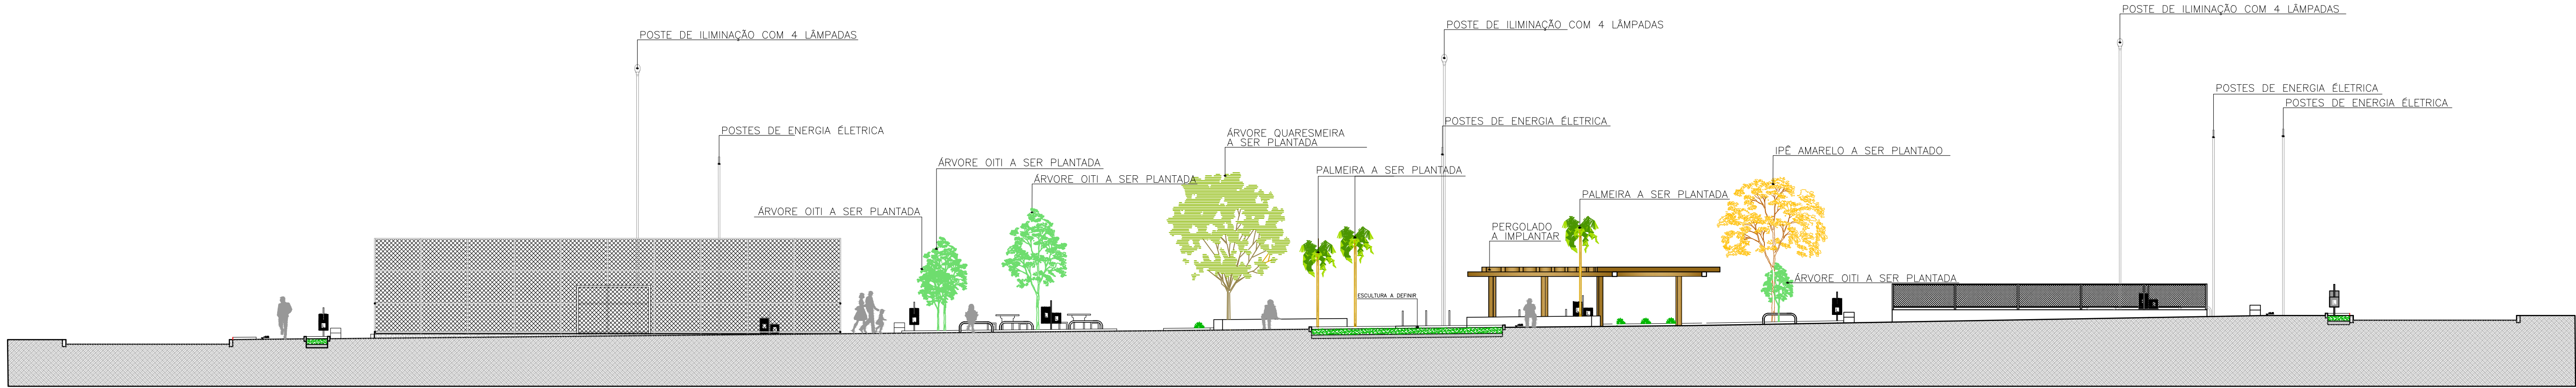 POSTE DE ILIMINAÇÃO COM 4 LÂMPADAS
POSTES DE ENERGIA ÉLETRICA
ÁRVORE OITI A SER PLANTADA
ÁRVORE OITI A SER PLANTADA
ÁRVORE OITI A SER PLANTADA
ÁRVORE QUARESMEIRA
A SER PLANTADA
PALMEIRA A SER PLANTADA
POSTE DE ILIMINAÇÃO COM 4 LÂMPADAS
POSTES DE ENERGIA ÉLETRICA
ESCULTURA A DEFINIR
PERGOLADO
A IMPLANTAR
PALMEIRA A SER PLANTADA
IPÊ AMARELO A SER PLANTADO
ÁRVORE OITI A SER PLANTADA
POSTE DE ILIMINAÇÃO COM 4 LÂMPADAS
POSTES DE ENERGIA ÉLETRICA
POSTES DE ENERGIA ÉLETRICA